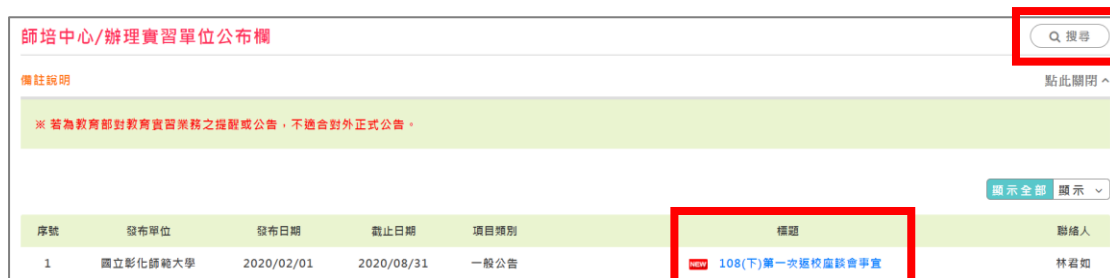 師培中心/辦理實習單位公布欄
搜尋
備註說明
點此關閉
※ 若為教育部對教育實習業務之提醒或公告,不適合對外正式公告。
顯示全部 顯示
序號 發布單位 發布日期 截止日期 項目類別 標題 聯絡人
1 國立彰化師範大學 2020/02/01 2020/08/31 一般公告 NEW 108(下)第一次返校座談會事宜 林君如